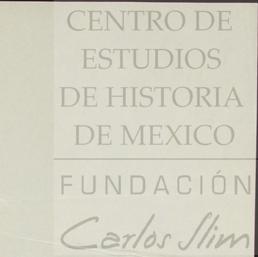 CENTRO DE
ESTUDIOS
DE HISTORIA
DE MEXICO
FUNDACIÓN
Carlos Slim